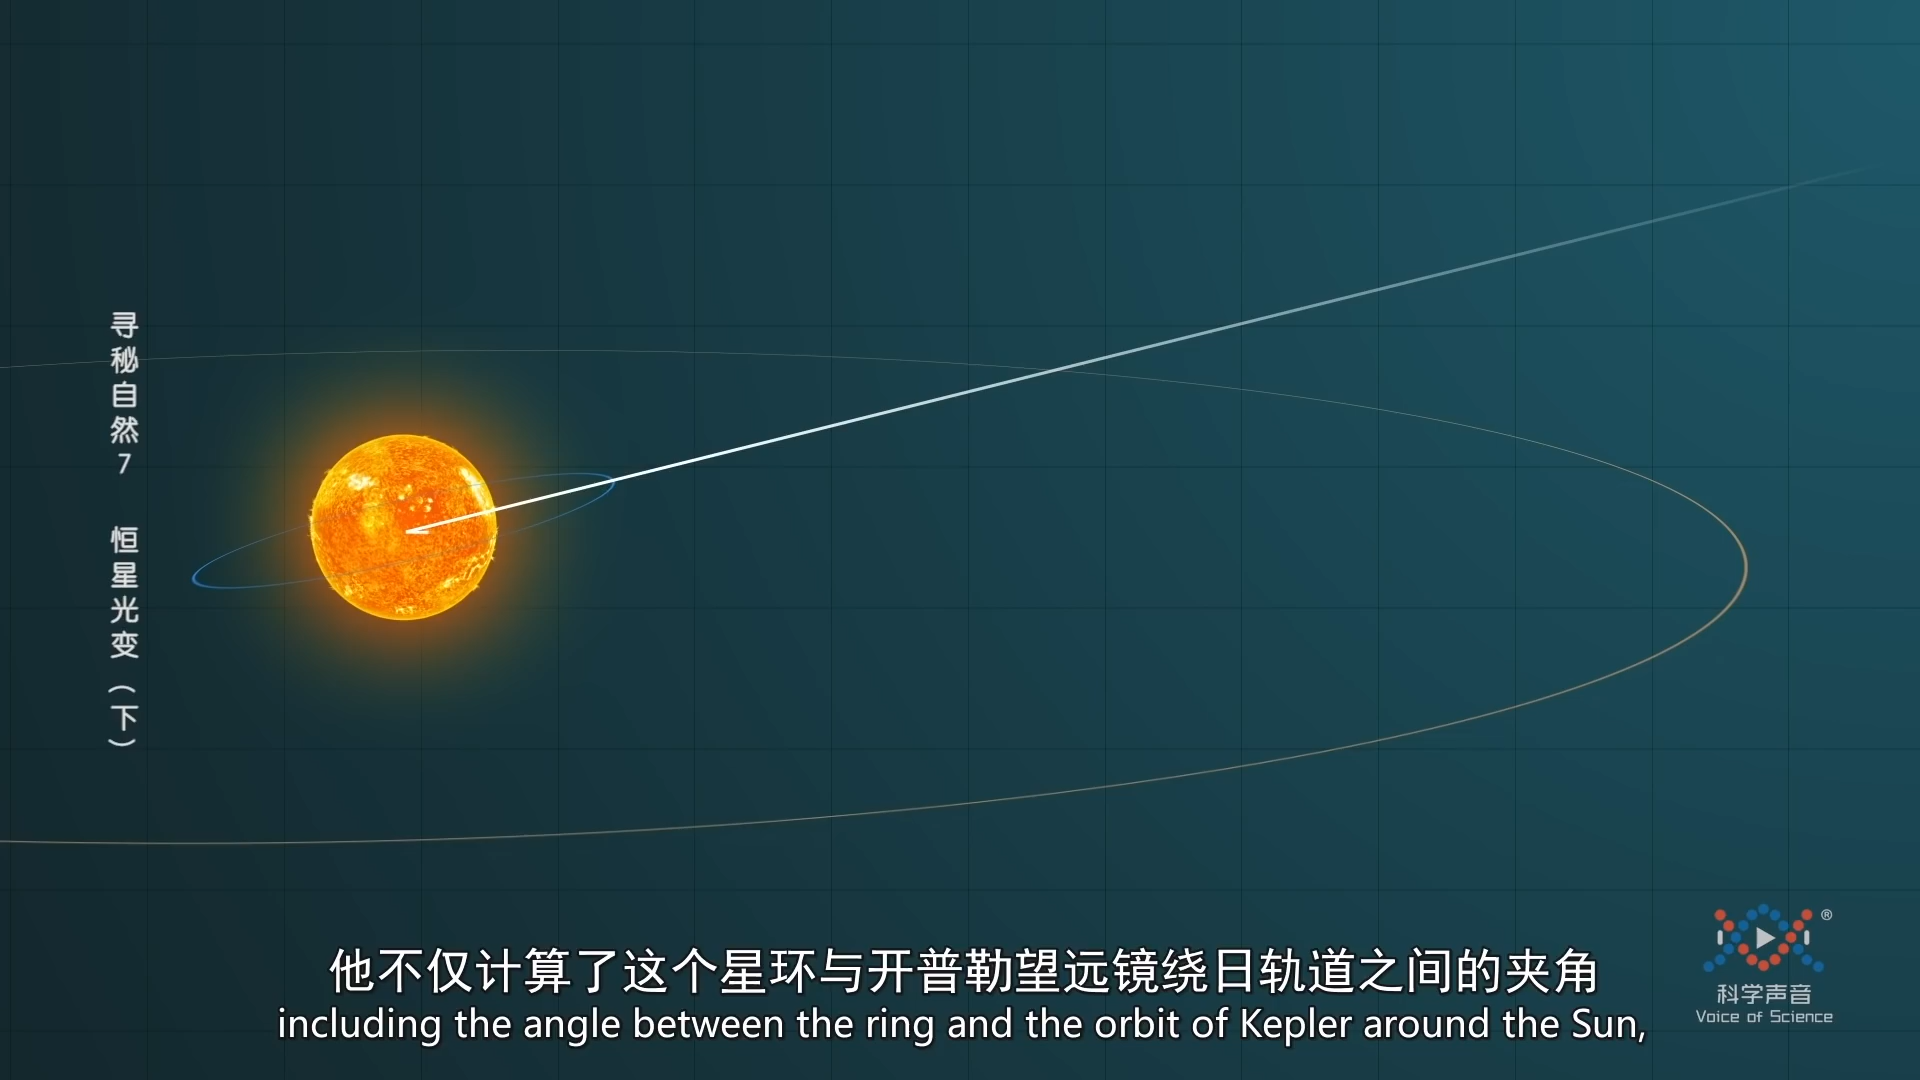 寻秘自然7 恒星光变（下）
他不仅计算了这个星环与开普勒望远镜绕日轨道之间的夹角
including the angle between the ring and the orbit of Kepler around the Sun,
®
科学声音
Voice of Science